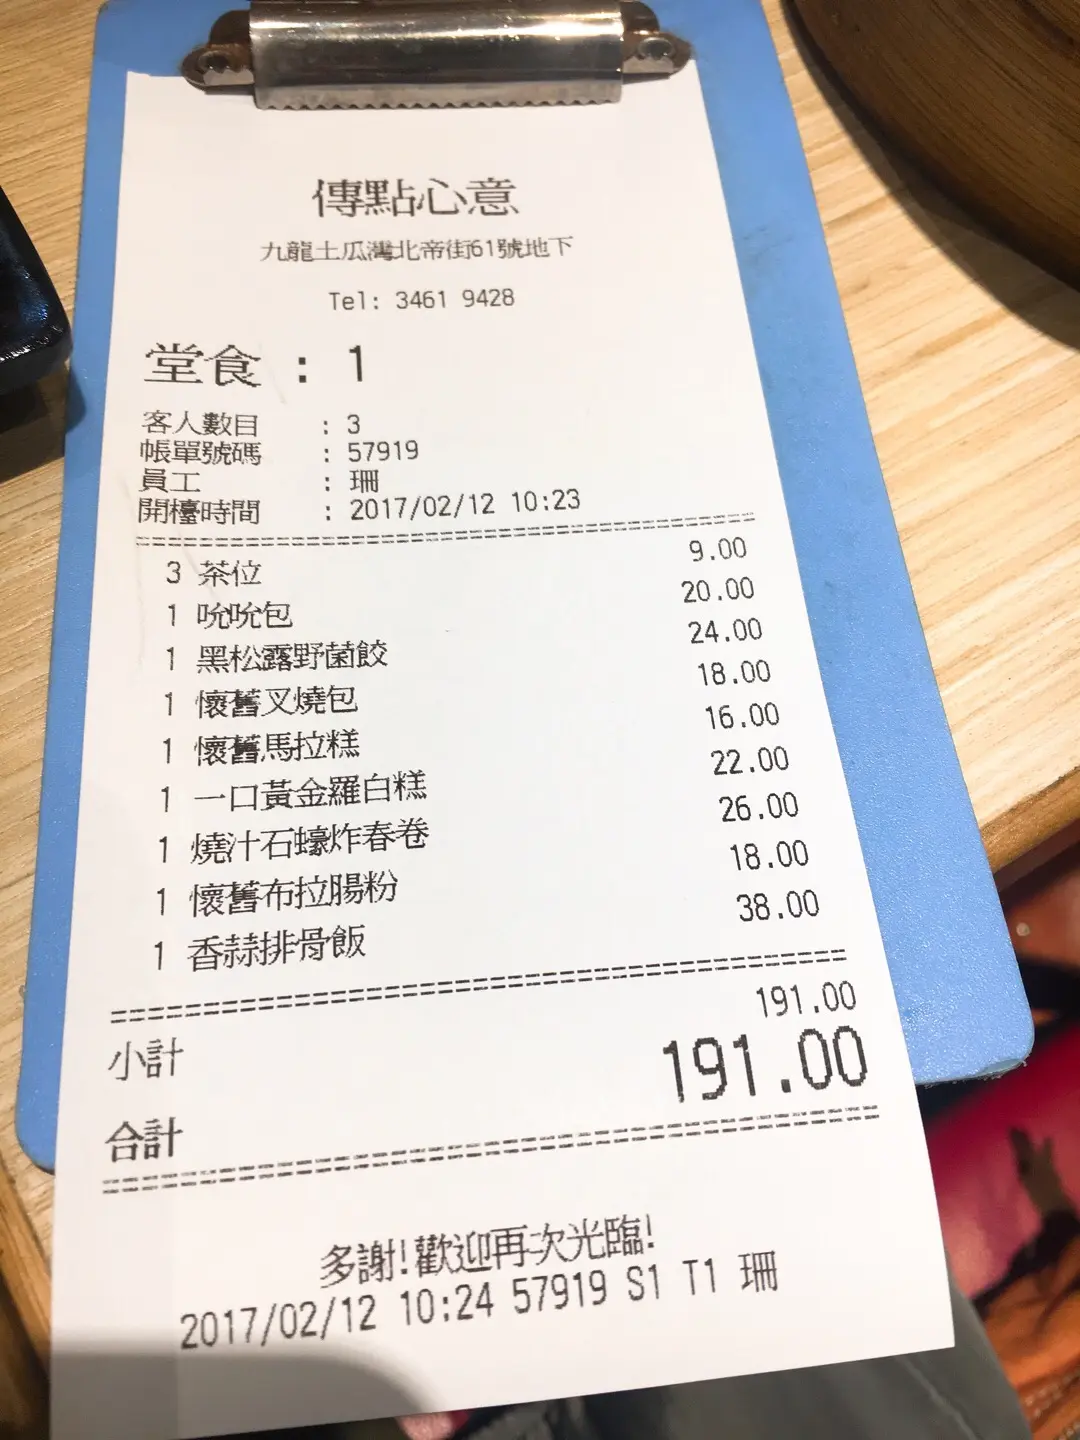 傳點心意
九龍土瓜灣北帝街61號地下
Tel: 3461 9428
堂食 : 1
客人數目 : 3
帳單號碼 : 57919
員工 : 珊
開檯時間 : 2017/02/12 10:23
3 茶位 9.00
1 吮吮包 20.00
1 黑松露野菌餃 24.00
1 懷舊叉燒包 18.00
1 懷舊馬拉糕 16.00
1 一口黃金羅白糕 22.00
1 燒汁石蠔炸春卷 26.00
1 懷舊布拉腸粉 18.00
1 香蒜排骨飯 38.00
小計 191.00
合計 191.00
多謝!歡迎再次光臨!
2017/02/12 10:24 57919 S1 T1 珊